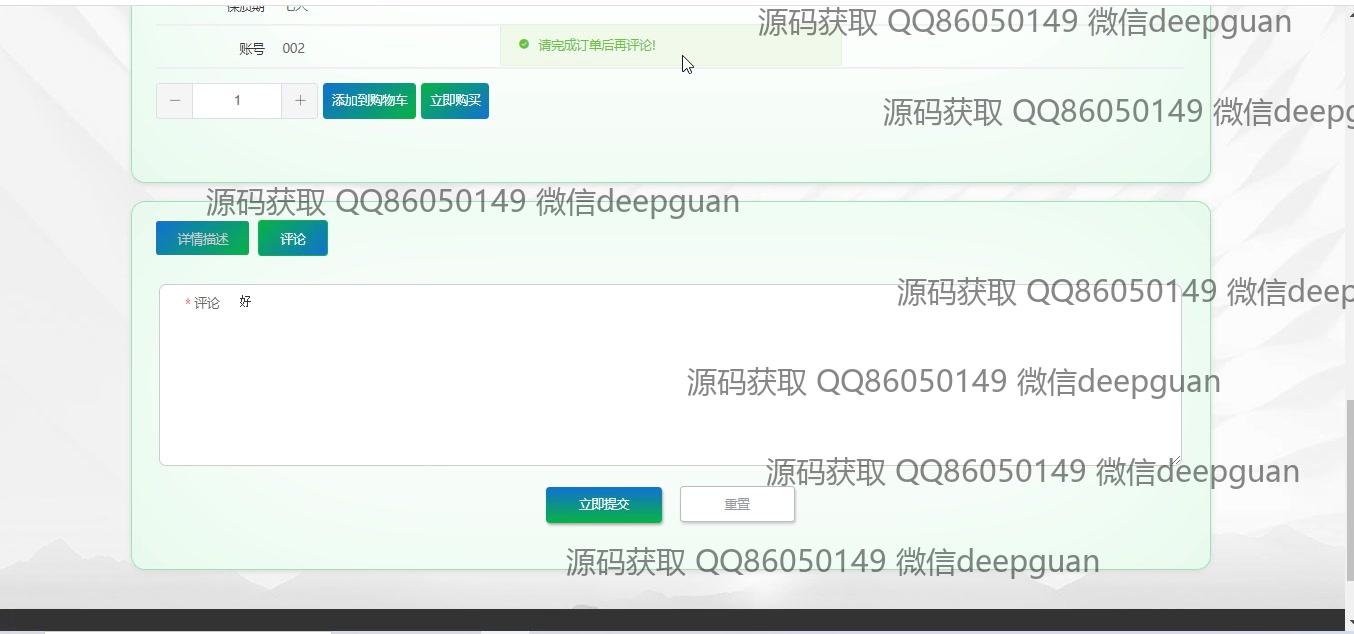 保质期 七天
源码获取 QQ86050149 微信deepguan
账号 002
请完成订单后再评论!
1
添加到购物车
立即购买
源码获取 QQ86050149 微信deepg
源码获取 QQ86050149 微信deepguan
详情描述
评论
源码获取 QQ86050149 微信deep
* 评论 好
源码获取 QQ86050149 微信deepguan
源码获取 QQ86050149 微信deepguan
立即提交
重置
源码获取 QQ86050149 微信deepguan